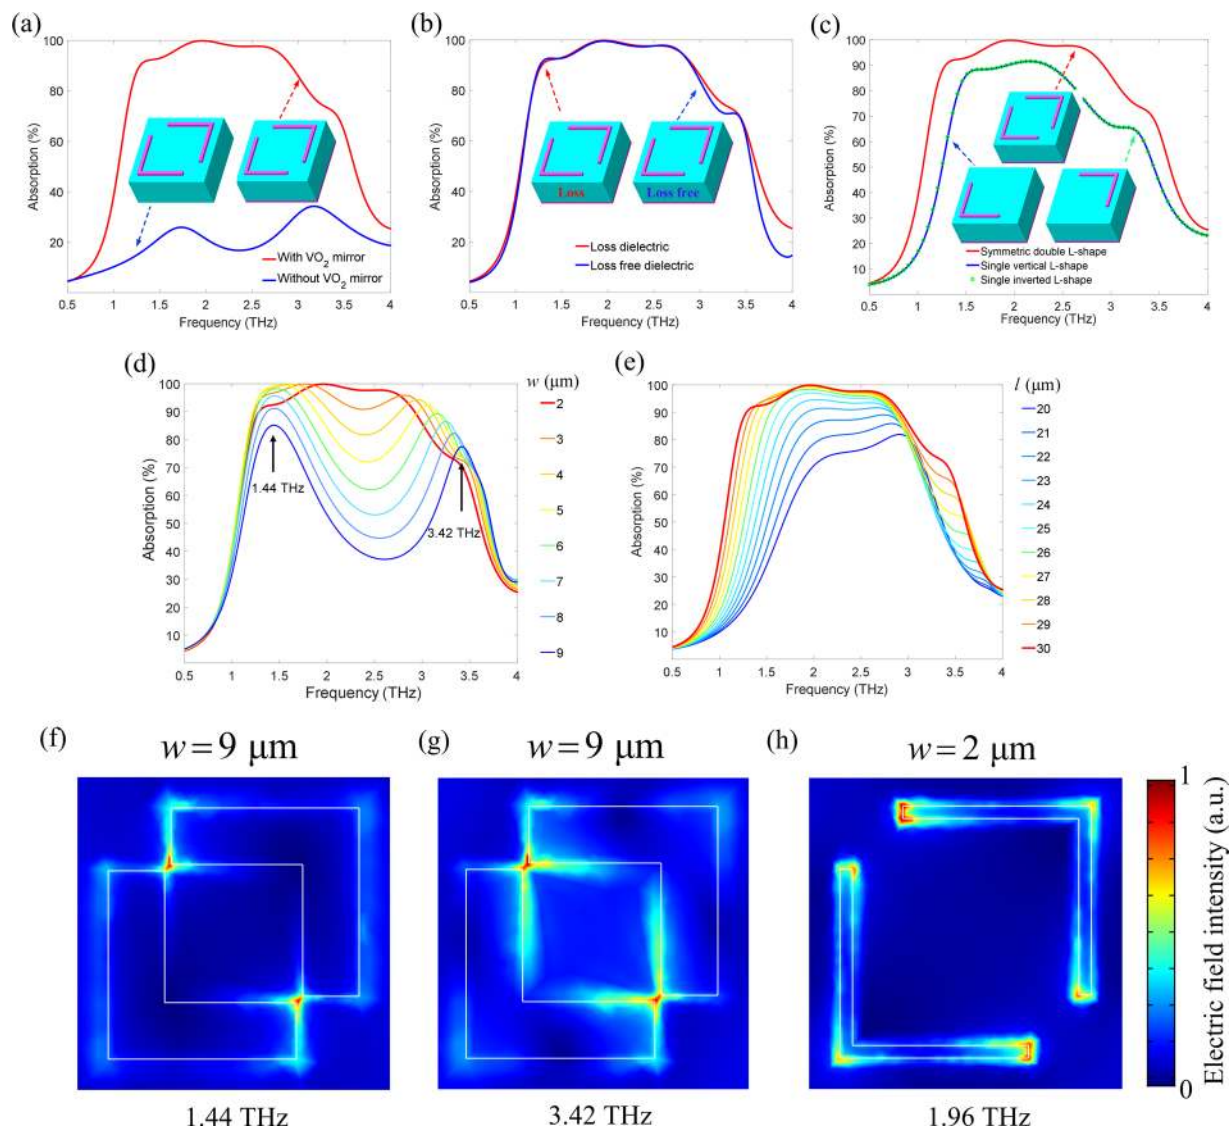 (a)
100
90
80
70
60
50
40
30
20
Absorption (%)
0.5 1 1.5 2 2.5 3 3.5 4
Frequency (THz)
With VO2 mirror
Without VO2 mirror
(b)
100
90
80
70
60
50
40
30
20
10
Absorption (%)
Loss
Loss free
Loss dielectric
Loss free dielectric
0.5 1 1.5 2 2.5 3 3.5 4
Frequency (THz)
(c)
100
90
80
70
60
50
40
30
20
10
Absorption (%)
Symmetric double L-shape
Single vertical L-shape
Single inverted L-shape
0.5 1 1.5 2 2.5 3 3.5 4
Frequency (THz)
(d)
100
90
80
70
60
50
40
30
20
10
Absorption (%)
1.44 THz
3.42 THz
0.5 1 1.5 2 2.5 3 3.5 4
Frequency (THz)
w (μm)
2
3
4
5
6
7
8
9
(e)
100
90
80
70
60
50
40
30
20
10
Absorption (%)
0.5 1 1.5 2 2.5 3 3.5 4
Frequency (THz)
l (μm)
20
21
22
23
24
25
26
27
28
29
30
(f)
w = 9 μm
1.44 THz
(g)
w = 9 μm
3.42 THz
(h)
w = 2 μm
1.96 THz
1
0
Electric field intensity (a.u.)